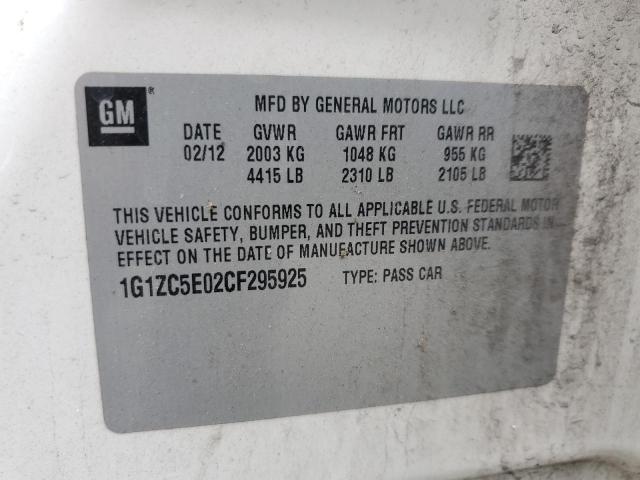 GM ®
MFD BY GENERAL MOTORS LLC
DATE GVWR GAWR FRT GAWR RR
02/12 2003 KG 1048 KG 955 KG
4415 LB 2310 LB 2105 LB
THIS VEHICLE CONFORMS TO ALL APPLICABLE U.S. FEDERAL MOTOR
VEHICLE SAFETY, BUMPER, AND THEFT PREVENTION STANDARDS IN
EFFECT ON THE DATE OF MANUFACTURE SHOWN ABOVE.
1G1ZC5E02CF295925 TYPE: PASS CAR